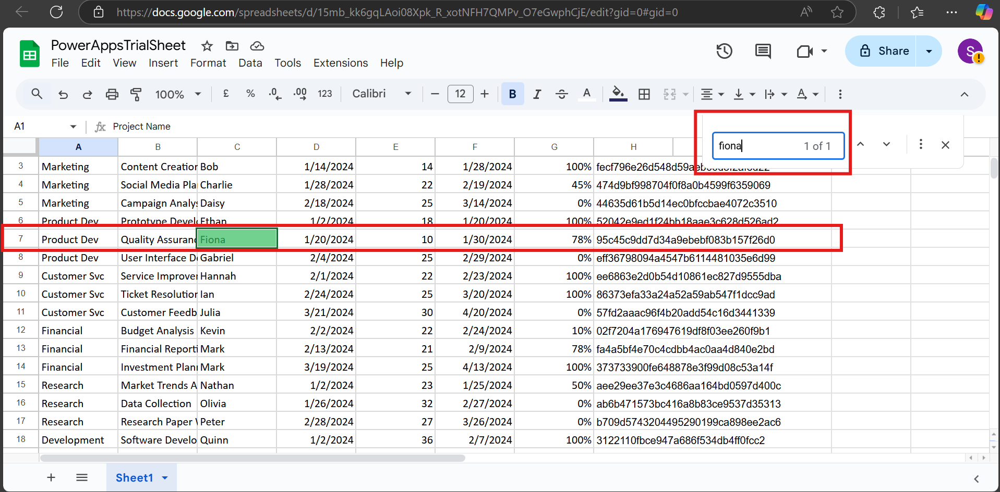 https://docs.google.com/spreadsheets/d/15mb_kk6gqLAoi08Xpk_R_xotNFH7QMPv_O7eGwphCjE/edit?gid=0#gid=0
PowerAppsTrialSheet
File Edit View Insert Format Data Tools Extensions Help
Share
S
100% £ % .0 .00 123 Calibri 12 B I S A A
A1 fx Project Name
fiona 1 of 1
A B C D E F G H
3 Marketing Content Creation Bob 1/14/2024 14 1/28/2024 100%
4 Marketing Social Media Pla Charlie 1/28/2024 22 2/19/2024 45% 474d9bf998704f0f8a0b4599f6359069
5 Marketing Campaign Analys Daisy 2/18/2024 25 3/14/2024 0% 44635d61b5d14ec0bfccbae4072c3510
6 Product Dev Prototype Devel Ethan 1/2/2024 18 1/20/2024 100% 52042e9ed1f24bb18aae3c628d526ad2
7 Product Dev Quality Assuranc Fiona 1/20/2024 10 1/30/2024 78% 95c45c9dd7d34a9ebebf083b157f26d0
8 Product Dev User Interface D Gabriel 2/4/2024 25 2/29/2024 0% eff36798094a4547b6114481035e6d99
9 Customer Svc Service Improver Hannah 2/1/2024 22 2/23/2024 100% ee6863e2d0b54d10861ec827d9555dba
10 Customer Svc Ticket Resolution Ian 2/24/2024 25 3/20/2024 100% 86373efa33a24a52a59ab547f1dcc9ad
11 Customer Svc Customer Feedb Julia 3/21/2024 30 4/20/2024 0% 57fd2aaac96f4b20add54c16d3441339
12 Financial Budget Analysis Kevin 2/2/2024 22 2/24/2024 10% 02f7204a176947619df8f03ee260f9b1
13 Financial Financial Reporti Mark 2/13/2024 21 2/9/2024 78% fa4a5bf4e70c4cdbb4ac0aa4d840e2bd
14 Financial Investment Plan Mark 3/19/2024 25 4/13/2024 100% 373733900fe648878e3f99d08c53a14f
15 Research Market Trends A Nathan 1/2/2024 23 1/25/2024 50% aee29ee37e3c4686aa164bd0597d400c
16 Research Data Collection Olivia 1/26/2024 32 2/27/2024 0% ab6b471573bc416a8b83ce9537d35313
17 Research Research Paper Peter 2/28/2024 27 3/26/2024 0% b709d5743204495290199ca898ee2ac6
18 Development Software Develo Quinn 1/2/2024 36 2/7/2024 100% 3122110fbce947a686f534db4ff0fcc2
Sheet1